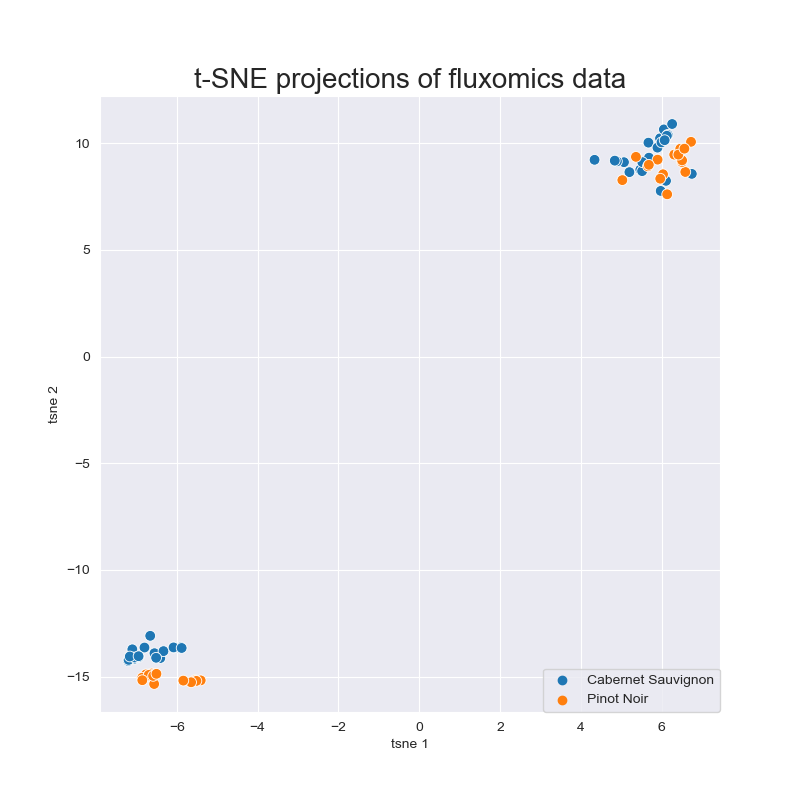 t-SNE projections of fluxomics data
10
5
0
−5
−10
−15
tsne 2
−6
−4
−2
0
2
4
6
tsne 1
Cabernet Sauvignon
Pinot Noir